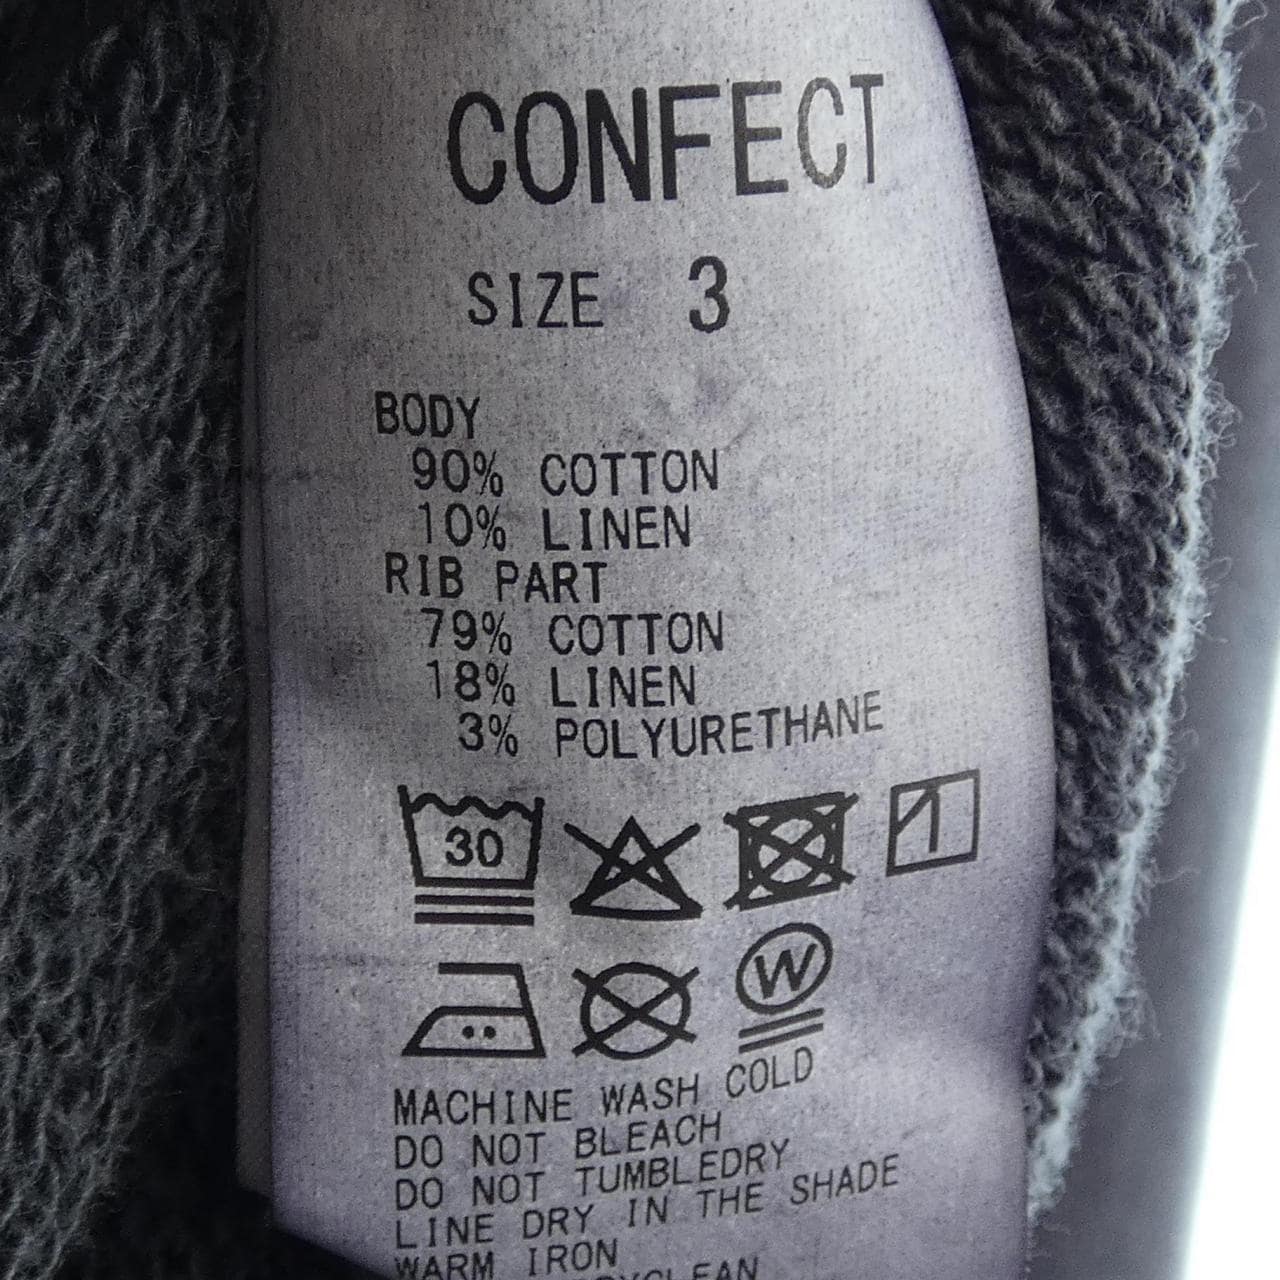 CONFECT
SIZE 3
BODY
90% COTTON
10% LINEN
RIB PART
79% COTTON
18% LINEN
3% POLYURETHANE
30
W
MACHINE WASH COLD
DO NOT BLEACH
DO NOT TUMBLEDRY
LINE DRY IN THE SHADE
WARM IRON